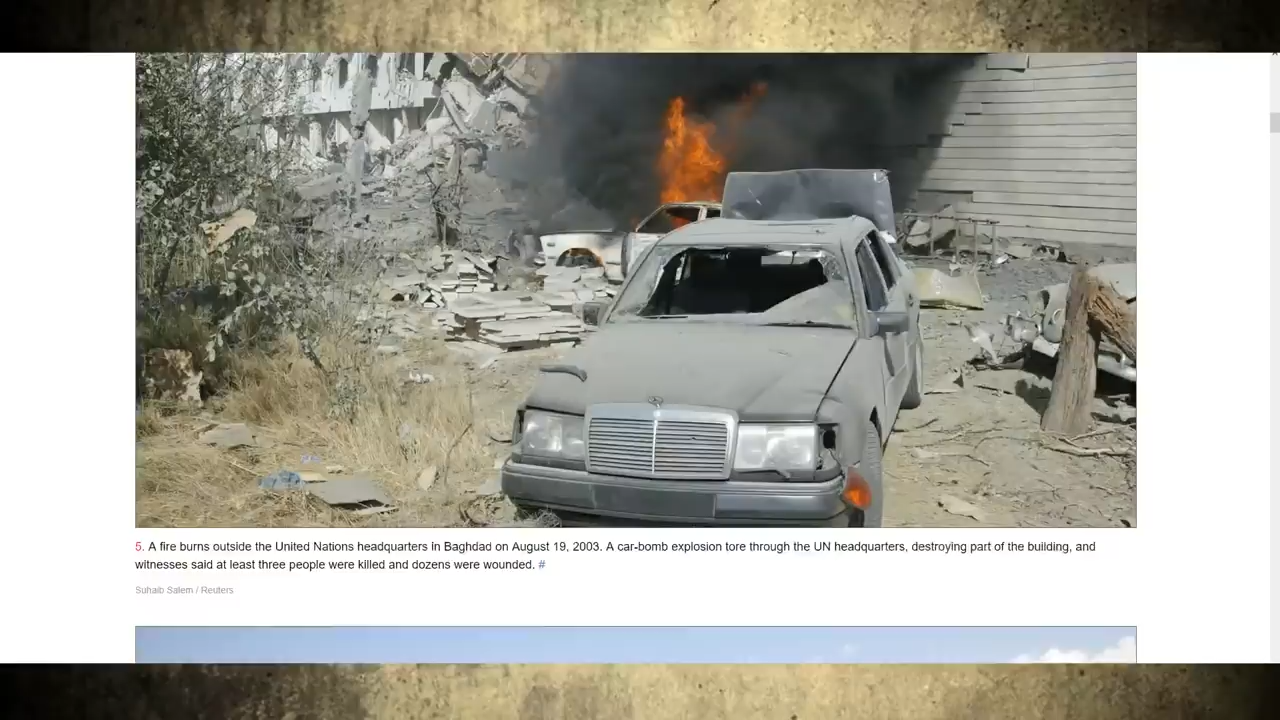 5. A fire burns outside the United Nations headquarters in Baghdad on August 19, 2003. A car-bomb explosion tore through the UN headquarters, destroying part of the building, and
witnesses said at least three people were killed and dozens were wounded. #
Suhaib Salem / Reuters